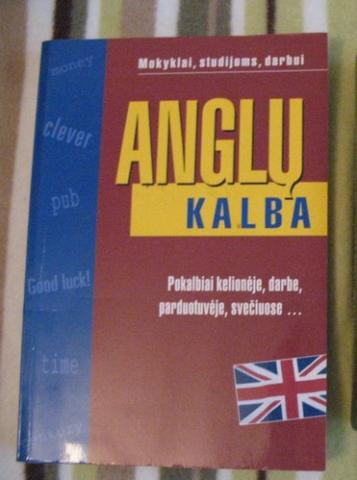 Mokyklai, studijoms, darbui
money
clever
pub
Good luck!
time
ANGLŲ
KALBA
Pokalbiai kelionėje, darbe,
parduotuvėje, svečiuose ...